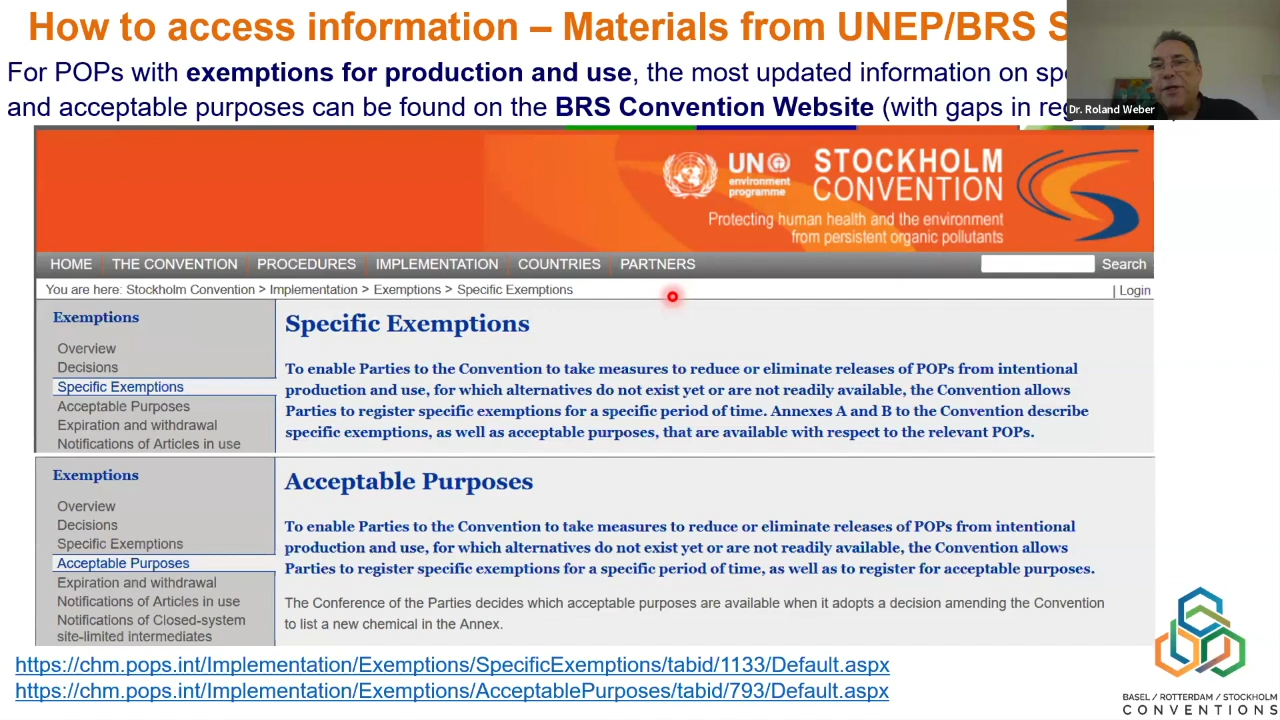 How to access information – Materials from UNEP/BRS S
For POPs with exemptions for production and use, the most updated information on
and acceptable purposes can be found on the BRS Convention Website (with gaps in
Dr. Roland Weber
UN environment programme
STOCKHOLM CONVENTION
Protecting human health and the environment
from persistent organic pollutants
HOME THE CONVENTION PROCEDURES IMPLEMENTATION COUNTRIES PARTNERS Search
You are here: Stockholm Convention > Implementation > Exemptions > Specific Exemptions | Login
Exemptions
Overview
Decisions
Specific Exemptions
Acceptable Purposes
Expiration and withdrawal
Notifications of Articles in use
Specific Exemptions
To enable Parties to the Convention to take measures to reduce or eliminate releases of POPs from intentional
production and use, for which alternatives do not exist yet or are not readily available, the Convention allows
Parties to register specific exemptions for a specific period of time. Annexes A and B to the Convention describe
specific exemptions, as well as acceptable purposes, that are available with respect to the relevant POPs.
Exemptions
Overview
Decisions
Specific Exemptions
Acceptable Purposes
Expiration and withdrawal
Notifications of Articles in use
Notifications of Closed-system
site-limited intermediates
Acceptable Purposes
To enable Parties to the Convention to take measures to reduce or eliminate releases of POPs from intentional
production and use, for which alternatives do not exist yet or are not readily available, the Convention allows
Parties to register specific exemptions for a specific period of time, as well as to register for acceptable purposes.
The Conference of the Parties decides which acceptable purposes are available when it adopts a decision amending the Convention
to list a new chemical in the Annex.
https://chm.pops.int/Implementation/Exemptions/SpecificExemptions/tabid/1133/Default.aspx
https://chm.pops.int/Implementation/Exemptions/AcceptablePurposes/tabid/793/Default.aspx
BASEL / ROTTERDAM / STOCKHOLM
CONVENTIONS